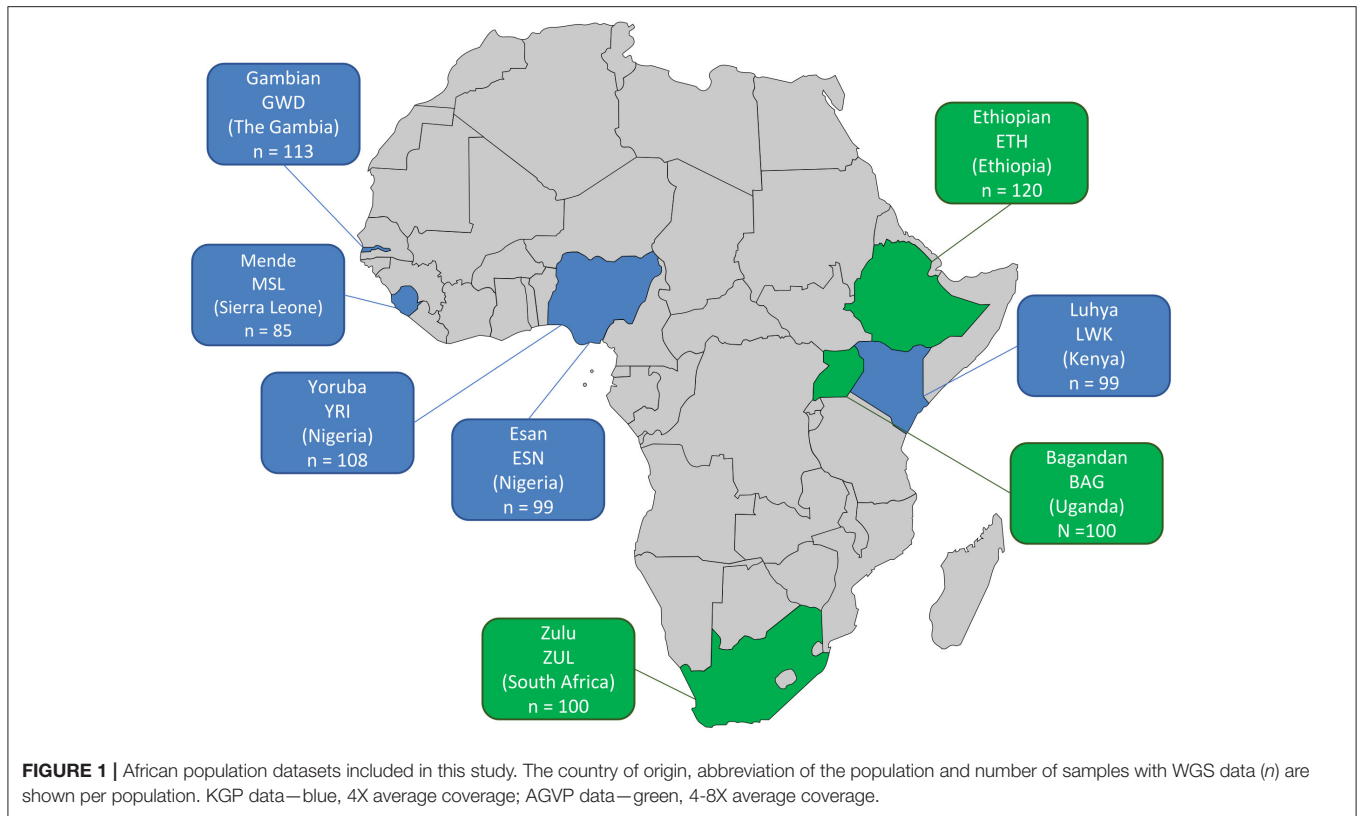 Gambian
GWD
(The Gambia)
n = 113
Ethiopian
ETH
(Ethiopia)
n = 120
Mende
MSL
(Sierra Leone)
n = 85
Luhya
LWK
(Kenya)
n = 99
Yoruba
YRI
(Nigeria)
n = 108
Esan
ESN
(Nigeria)
n = 99
Bagandan
BAG
(Uganda)
N =100
Zulu
ZUL
(South Africa)
n = 100
FIGURE 1 | African population datasets included in this study. The country of origin, abbreviation of the population and number of samples with WGS data (n) are
shown per population. KGP data—blue, 4X average coverage; AGVP data—green, 4-8X average coverage.